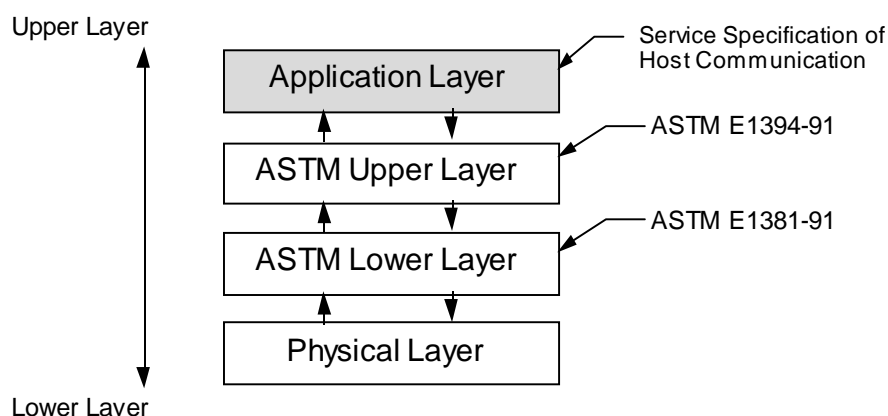 Upper Layer
Service Specification of
Host Communication
Application Layer
ASTM E1394-91
ASTM Upper Layer
ASTM E1381-91
ASTM Lower Layer
Physical Layer
Lower Layer